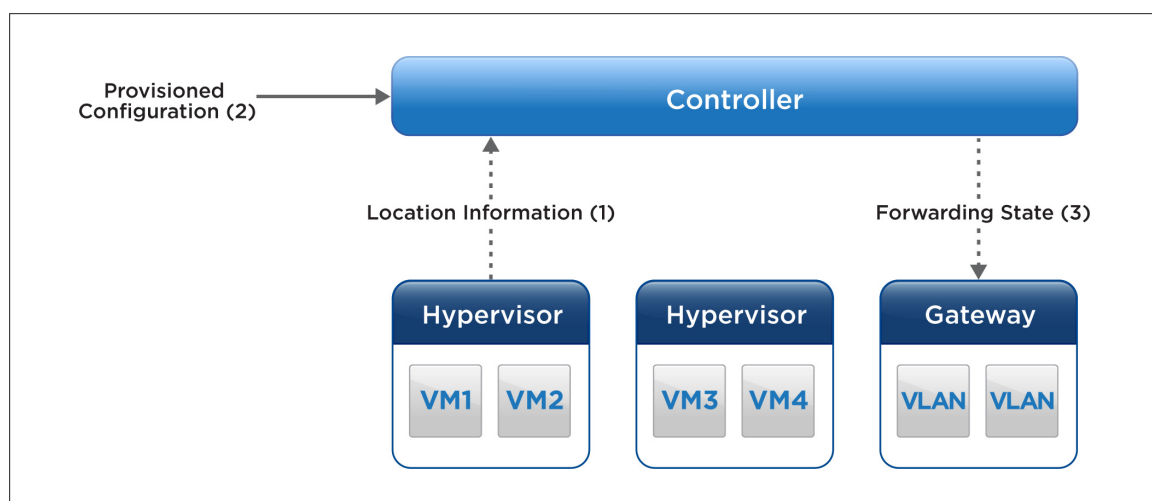 Provisioned
Configuration (2)
Controller
Location Information (1)
Forwarding State (3)
Hypervisor
Hypervisor
Gateway
VM1
VM2
VM3
VM4
VLAN
VLAN